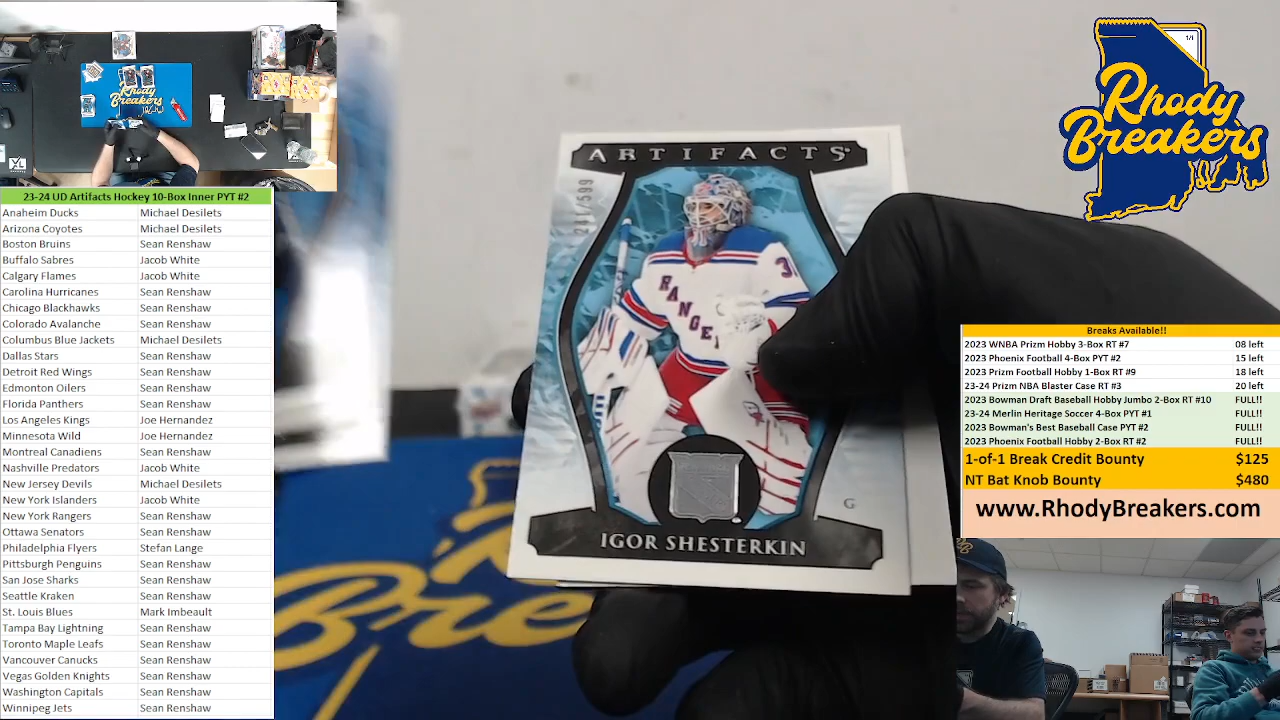 Rhody
Breakers
23-24 UD Artifacts Hockey 10-Box Inner PYT #2
Anaheim Ducks Michael Desilets
Arizona Coyotes Michael Desilets
Boston Bruins Sean Renshaw
Buffalo Sabres Jacob White
Calgary Flames Jacob White
Carolina Hurricanes Sean Renshaw
Chicago Blackhawks Sean Renshaw
Colorado Avalanche Sean Renshaw
Columbus Blue Jackets Michael Desilets
Dallas Stars Sean Renshaw
Detroit Red Wings Sean Renshaw
Edmonton Oilers Sean Renshaw
Florida Panthers Sean Renshaw
Los Angeles Kings Joe Hernandez
Minnesota Wild Joe Hernandez
Montreal Canadiens Sean Renshaw
Nashville Predators Jacob White
New Jersey Devils Michael Desilets
New York Islanders Jacob White
New York Rangers Sean Renshaw
Ottawa Senators Sean Renshaw
Philadelphia Flyers Stefan Lange
Pittsburgh Penguins Sean Renshaw
San Jose Sharks Sean Renshaw
Seattle Kraken Sean Renshaw
St. Louis Blues Mark Imbeault
Tampa Bay Lightning Sean Renshaw
Toronto Maple Leafs Sean Renshaw
Vancouver Canucks Sean Renshaw
Vegas Golden Knights Sean Renshaw
Washington Capitals Sean Renshaw
Winnipeg Jets Sean Renshaw
ARTIFACTS
3
RANGE
G
IGOR SHESTERKIN
Bre
1/1
Rhody
Breakers
Breaks Available!!
2023 WNBA Prizm Hobby 3-Box RT #7 08 left
2023 Phoenix Football 4-Box PYT #2 15 left
2023 Prizm Football Hobby 1-Box RT #9 18 left
23-24 Prizm NBA Blaster Case RT #3 20 left
2023 Bowman Draft Baseball Hobby Jumbo 2-Box RT #10 FULL!!
23-24 Merlin Heritage Soccer 4-Box PYT #1 FULL!!
2023 Bowman's Best Baseball Case PYT #2 FULL!!
2023 Phoenix Football Hobby 2-Box RT #2 FULL!!
1-of-1 Break Credit Bounty $125
NT Bat Knob Bounty $480
www.RhodyBreakers.com